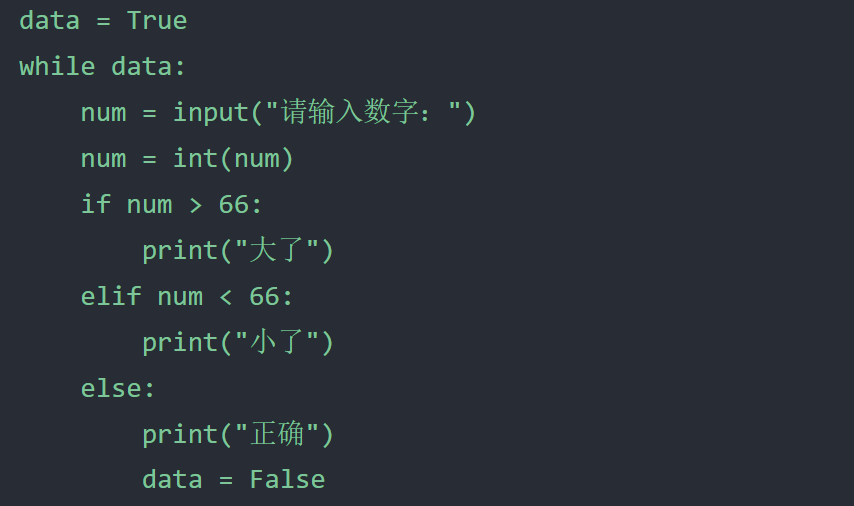 data = True
while data:
    num = input("请输入数字：")
    num = int(num)
    if num > 66:
        print("大了")
    elif num < 66:
        print("小了")
    else:
        print("正确")
        data = False